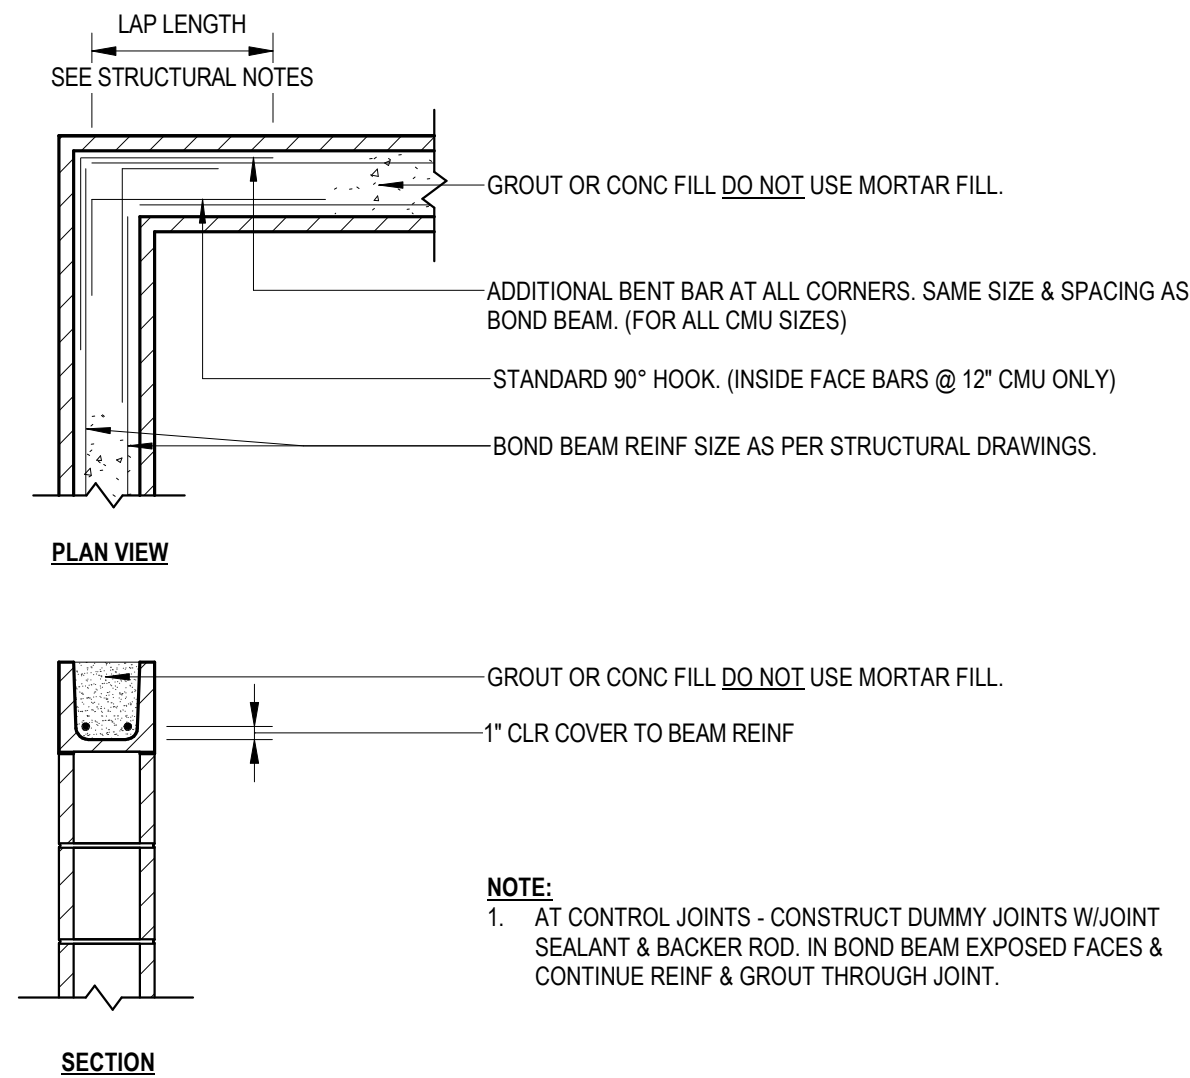 LAP LENGTH
SEE STRUCTURAL NOTES
GROUT OR CONC FILL DO NOT USE MORTAR FILL.
ADDITIONAL BENT BAR AT ALL CORNERS. SAME SIZE & SPACING AS
BOND BEAM. (FOR ALL CMU SIZES)
STANDARD 90° HOOK. (INSIDE FACE BARS @ 12" CMU ONLY)
BOND BEAM REINF SIZE AS PER STRUCTURAL DRAWINGS.
PLAN VIEW
GROUT OR CONC FILL DO NOT USE MORTAR FILL.
1" CLR COVER TO BEAM REINF
NOTE:
1. AT CONTROL JOINTS - CONSTRUCT DUMMY JOINTS W/JOINT
SEALANT & BACKER ROD. IN BOND BEAM EXPOSED FACES &
CONTINUE REINF & GROUT THROUGH JOINT.
SECTION